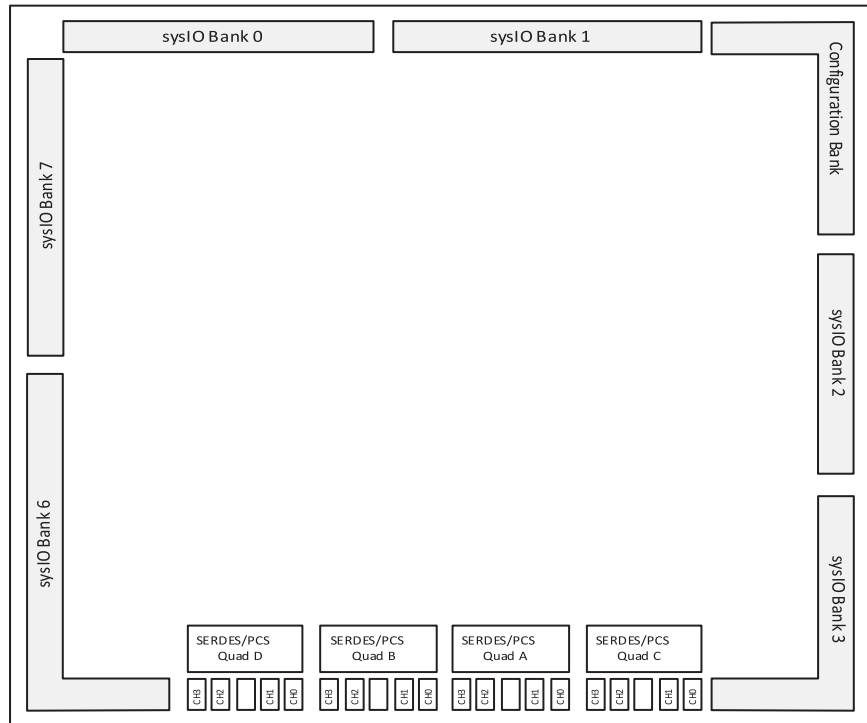 sysIO Bank 0
sysIO Bank 1
Configuration Bank
sysIO Bank 7
sysIO Bank 2
sysIO Bank 6
sysIO Bank 3
SERDES/PCS
Quad D
SERDES/PCS
Quad B
SERDES/PCS
Quad A
SERDES/PCS
Quad C
CH3
CH2
CH1
CH0
CH3
CH2
CH1
CH0
CH3
CH2
CH1
CH0
CH3
CH2
CH1
CH0